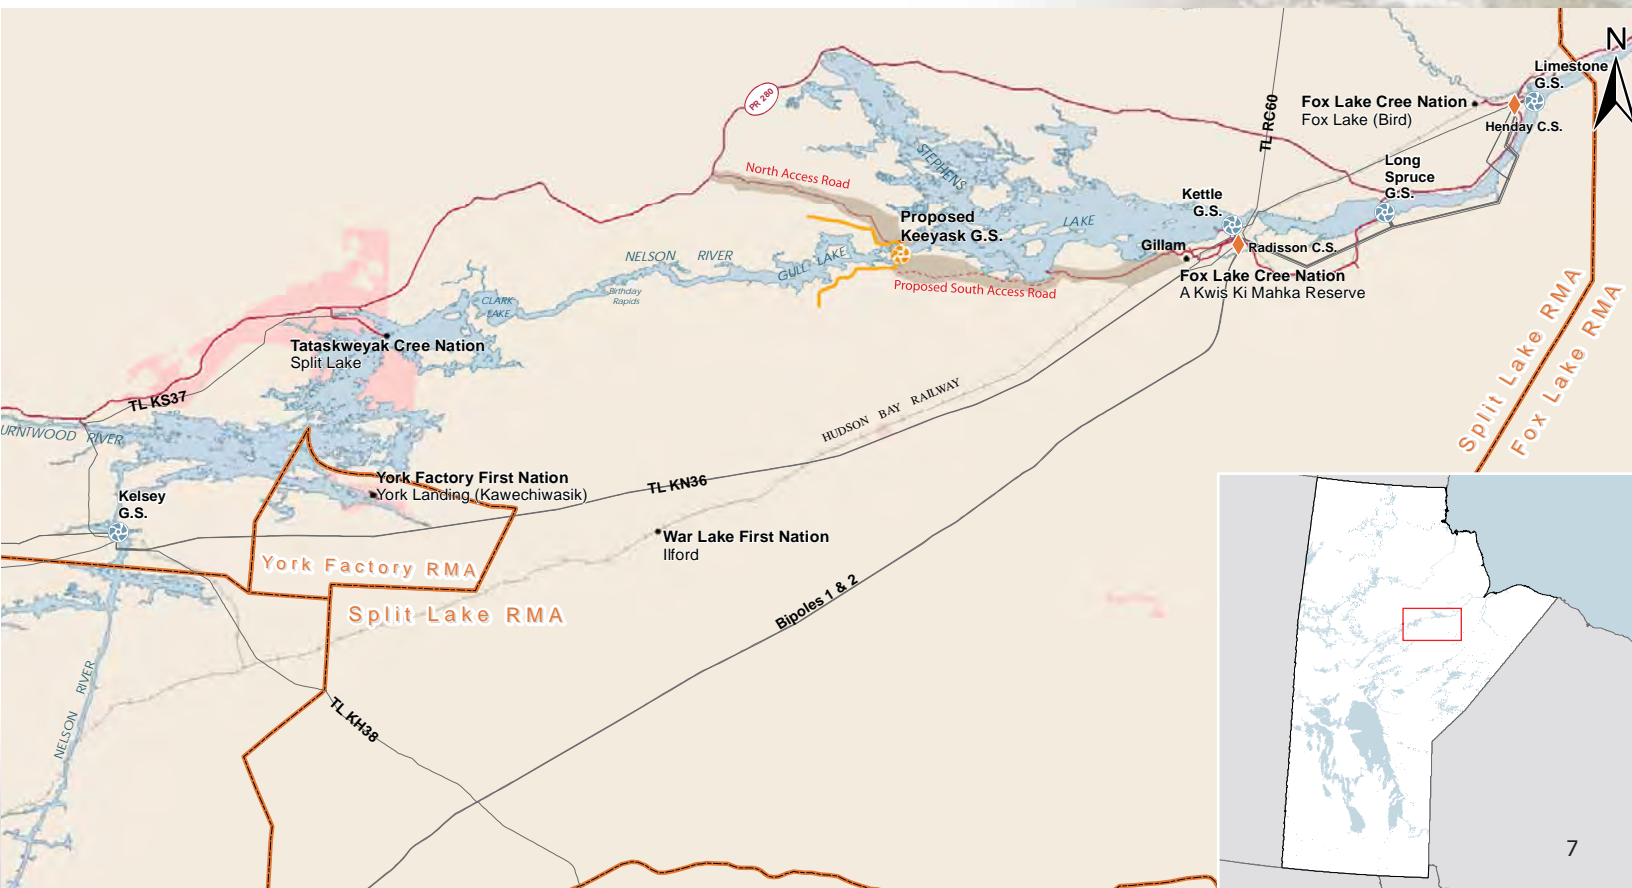 N
Limestone
G.S.
Fox Lake Cree Nation
Fox Lake (Bird)
Henday C.S.
TL RC60
PR 280
STEPHENS
LAKE
Long
Spruce
G.S.
North Access Road
Kettle
G.S.
Proposed
Keeyask G.S.
Gillam
Radisson C.S.
Fox Lake Cree Nation
A Kwis Ki Mahka Reserve
NELSON RIVER
GULL LAKE
Birthday
Rapids
Proposed South Access Road
CLARK
LAKE
Tataskweyak Cree Nation
Split Lake
Split Lake RMA
Fox Lake RMA
TL KS37
HUDSON BAY RAILWAY
URNTWOOD RIVER
York Factory First Nation
York Landing (Kawechiwasik)
TL KN36
Kelsey
G.S.
War Lake First Nation
Ilford
York Factory RMA
Split Lake RMA
Bipoles 1 & 2
NELSON RIVER
TL KH38
7